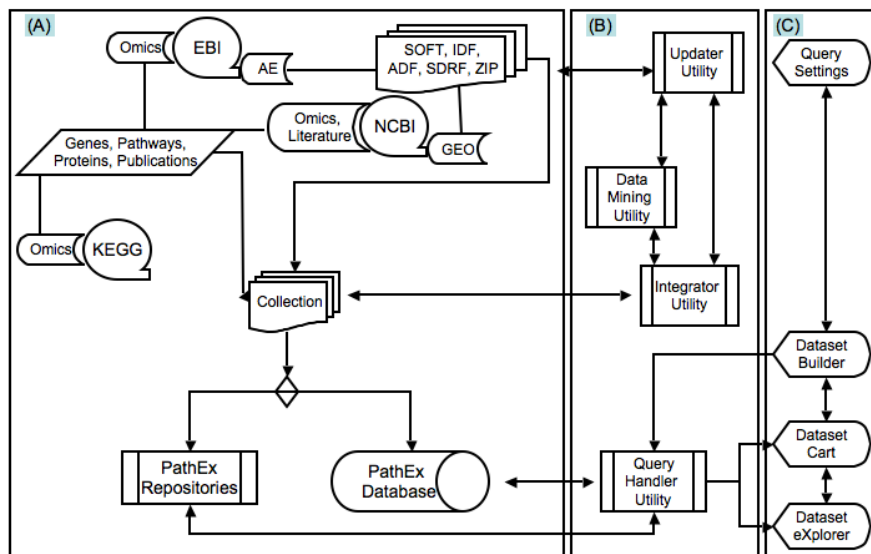 (A)
(B)
(C)
Omics
EBI
AE
SOFT, IDF,
ADF, SDRF, ZIP
Updater
Utility
Query
Settings
Omics,
Literature
NCBI
GEO
Genes, Pathways,
Proteins, Publications
Data
Mining
Utility
Omics
KEGG
Collection
Integrator
Utility
Dataset
Builder
PathEx
Repositories
PathEx
Database
Query
Handler
Utility
Dataset
Cart
Dataset
eXplorer